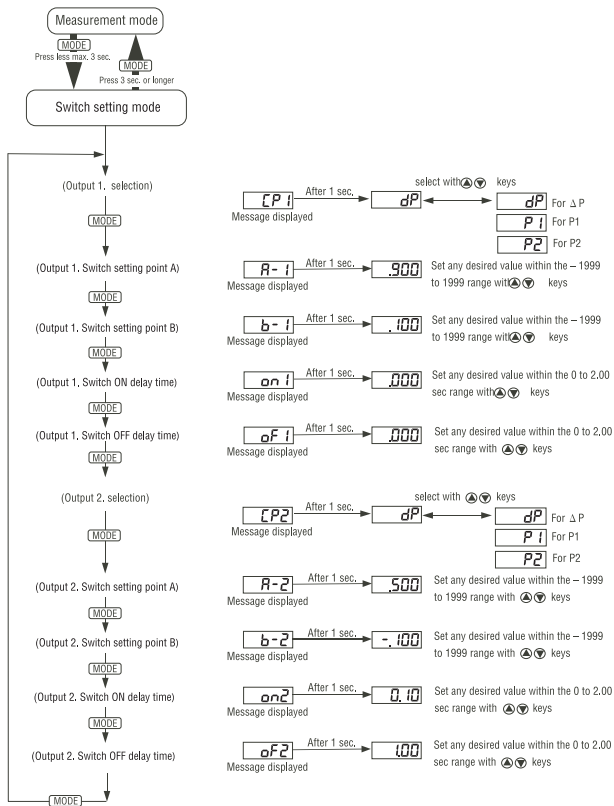 Measurement mode
MODE
Press less max. 3 sec.
MODE
Press 3 sec. or longer
Switch setting mode
(Output 1. selection)
CP1 After 1 sec. dP select with keys dP For Δ P
Message displayed
P1 For P1
P2 For P2
MODE
(Output 1. Switch setting point A)
A-1 After 1 sec. .900 Set any desired value within the – 1999
Message displayed to 1999 range with keys
MODE
(Output 1. Switch setting point B)
b-1 After 1 sec. .100 Set any desired value within the – 1999
Message displayed to 1999 range with keys
MODE
(Output 1. Switch ON delay time)
on1 After 1 sec. .000 Set any desired value within the 0 to 2.00
Message displayed sec range with keys
MODE
(Output 1. Switch OFF delay time)
oF1 After 1 sec. .000 Set any desired value within the 0 to 2.00
Message displayed sec range with keys
MODE
(Output 2. selection)
CP2 After 1 sec. dP select with keys dP For Δ P
Message displayed
P1 For P1
P2 For P2
MODE
(Output 2. Switch setting point A)
A-2 After 1 sec. .500 Set any desired value within the – 1999
Message displayed to 1999 range with keys
MODE
(Output 2. Switch setting point B)
b-2 After 1 sec. -.100 Set any desired value within the – 1999
Message displayed to 1999 range with keys
MODE
(Output 2. Switch ON delay time)
on2 After 1 sec. 0.10 Set any desired value within the 0 to 2.00
Message displayed sec range with keys
MODE
(Output 2. Switch OFF delay time)
oF2 After 1 sec. 1.00 Set any desired value within the 0 to 2.00
Message displayed sec range with keys
MODE